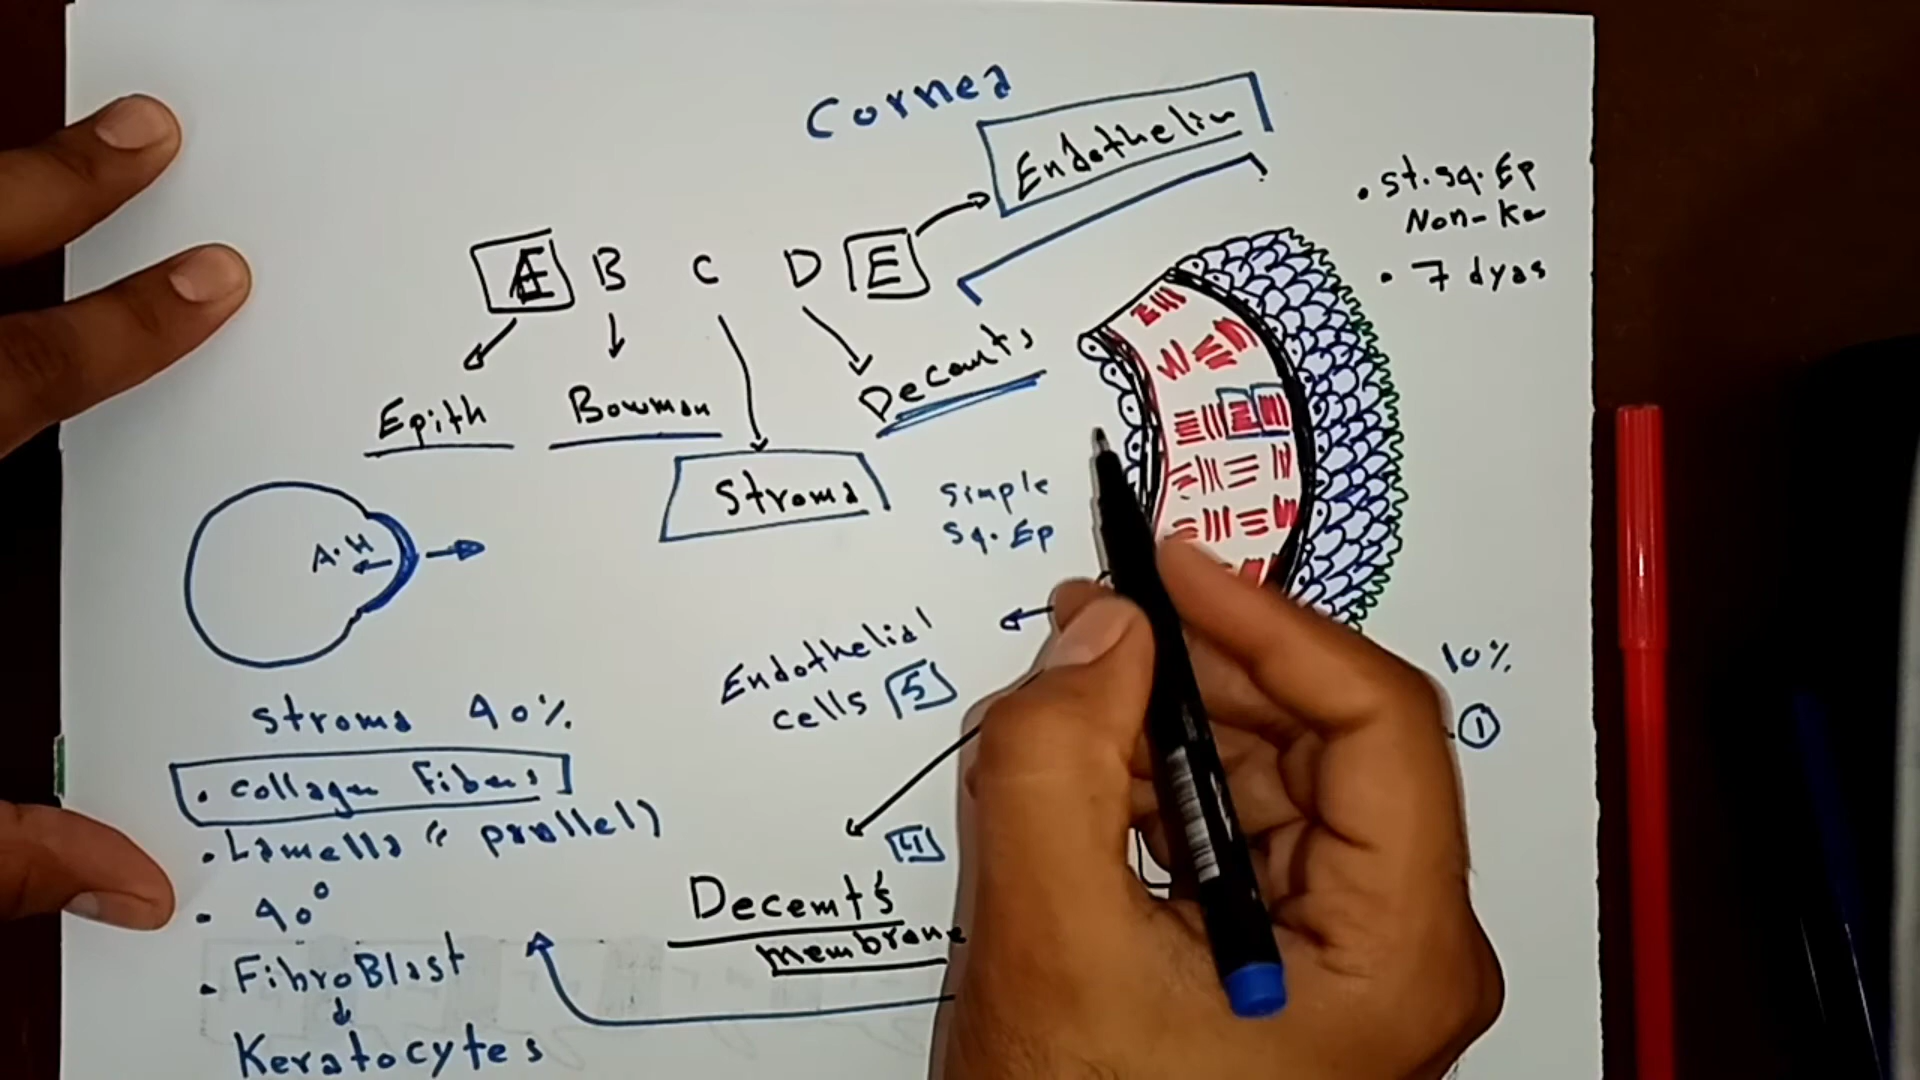 Cornea
Endothelium
A B C D E
Epith
Bowman
Decemts
Stroma
• st.sq.Ep
Non-Ke
• 7 dyas
simple
sq.Ep
A.H
Endothelial
cells 5
10%
1
stroma 90%
• collagen Fibers
• Lamella " parallel)
• 90°
• FibroBlast
Keratocytes
4
Decemt's
membrane